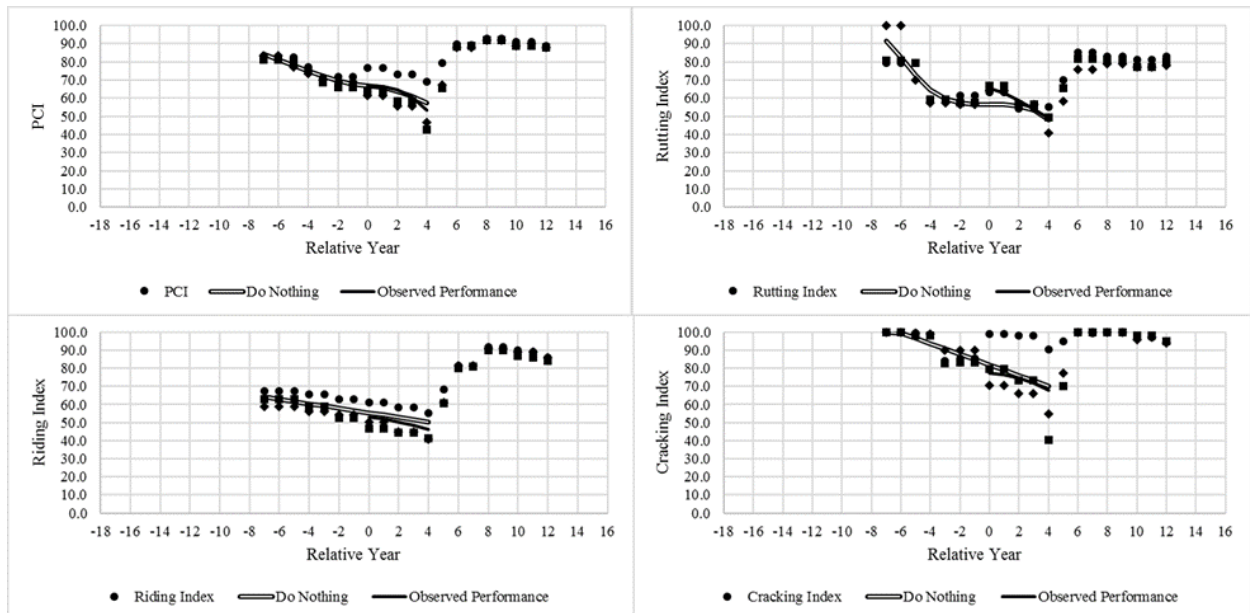 100.0
90.0
80.0
70.0
60.0
50.0
40.0
30.0
20.0
10.0
0.0
PCI
-18 -16 -14 -12 -10 -8 -6 -4 -2 0 2 4 6 8 10 12 14 16
Relative Year
PCI Do Nothing Observed Performance
100.0
90.0
80.0
70.0
60.0
50.0
40.0
30.0
20.0
10.0
0.0
Rutting Index
-18 -16 -14 -12 -10 -8 -6 -4 -2 0 2 4 6 8 10 12 14 16
Relative Year
Rutting Index Do Nothing Observed Performance
100.0
90.0
80.0
70.0
60.0
50.0
40.0
30.0
20.0
10.0
0.0
Riding Index
-18 -16 -14 -12 -10 -8 -6 -4 -2 0 2 4 6 8 10 12 14 16
Relative Year
Riding Index Do Nothing Observed Performance
100.0
90.0
80.0
70.0
60.0
50.0
40.0
30.0
20.0
10.0
0.0
Cracking Index
-18 -16 -14 -12 -10 -8 -6 -4 -2 0 2 4 6 8 10 12 14 16
Relative Year
Cracking Index Do Nothing Observed Performance